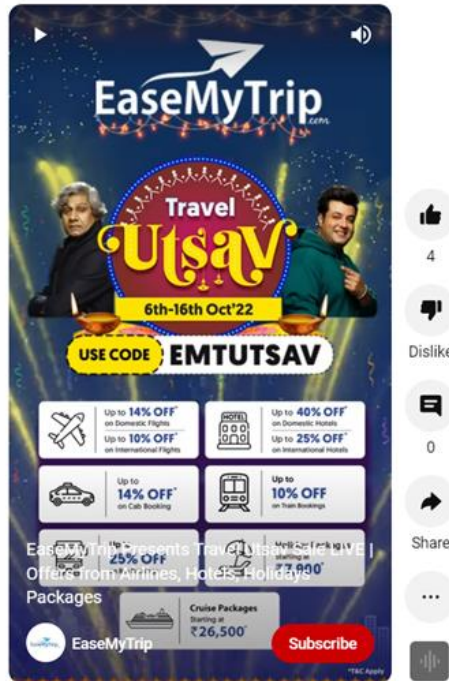 EaseMyTrip
.com
Travel
Utsav
6th-16th Oct'22
USE CODE EMTUTSAV
Up to 14% OFF*
on Domestic Flights
Up to 10% OFF*
on International Flights
HOTEL
Up to 40% OFF*
on Domestic Hotels
Up to 25% OFF*
on International Hotels
Up to
14% OFF*
on Cab Booking
Up to
10% OFF*
on Train Bookings
25% OFF*
₹7,900*
EaseMyTrip Presents Travel Utsav Sale LIVE |
Offers from Airlines, Hotels, Holidays
Packages
Cruise Packages
Starting at
₹26,500*
EaseMyTrip
Subscribe
*T&C Apply
4
Dislike
0
Share